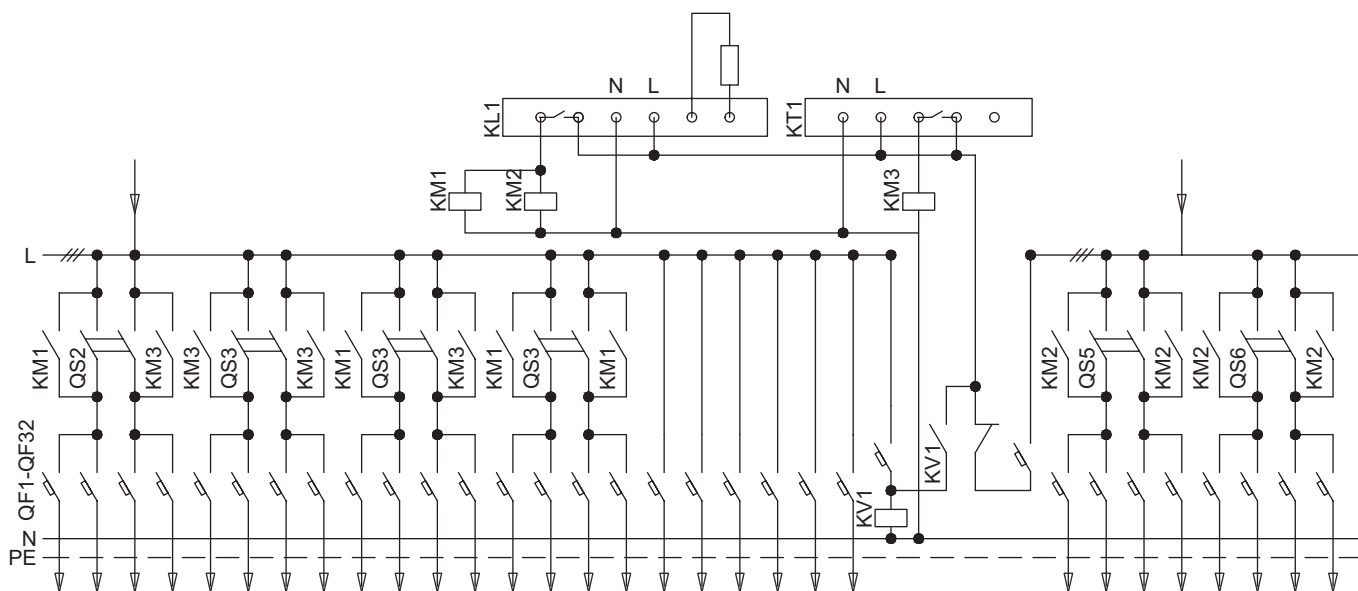 N L N L
KL1 KT1
KM1 KM2 KM3
L
KM1 QS2 KM3 KM3 QS3 KM3 KM1 QS3 KM3 KM1 QS3 KM1 KM2 QS5 KM2 KM2 QS6 KM2
QF1-QF32 KV1
KV1
N
PE